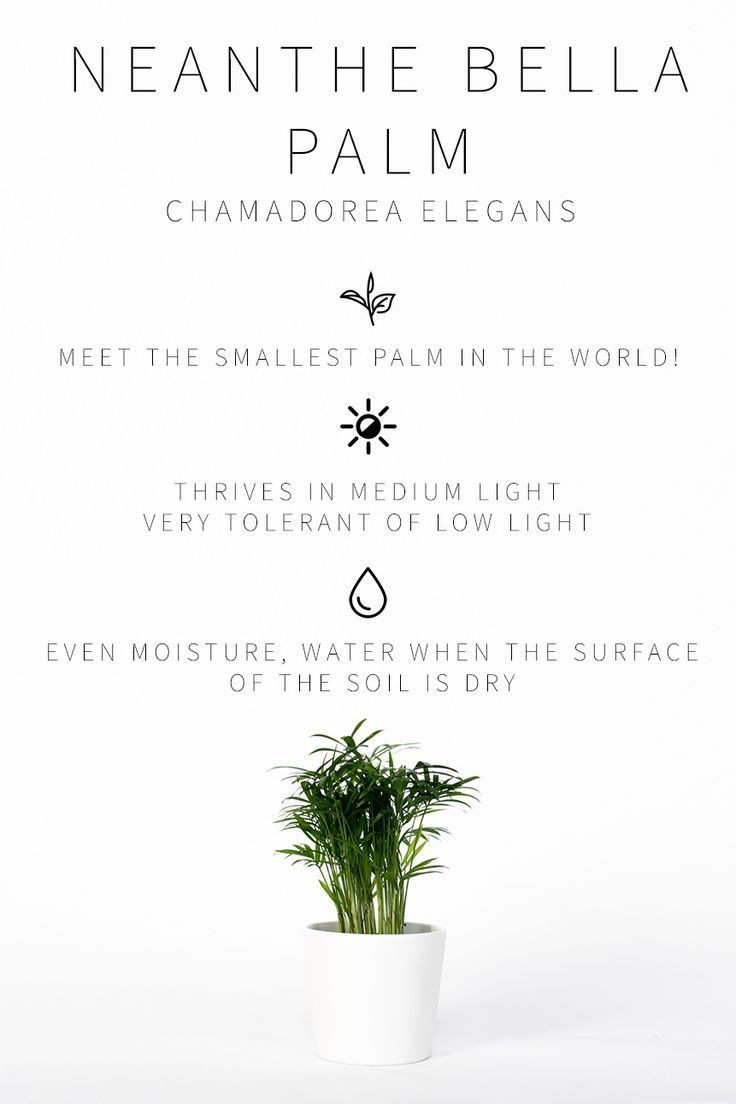 NEANTHE BELLA
PALM
CHAMADOREA ELEGANS
MEET THE SMALLEST PALM IN THE WORLD!
THRIVES IN MEDIUM LIGHT
VERY TOLERANT OF LOW LIGHT
EVEN MOISTURE, WATER WHEN THE SURFACE
OF THE SOIL IS DRY